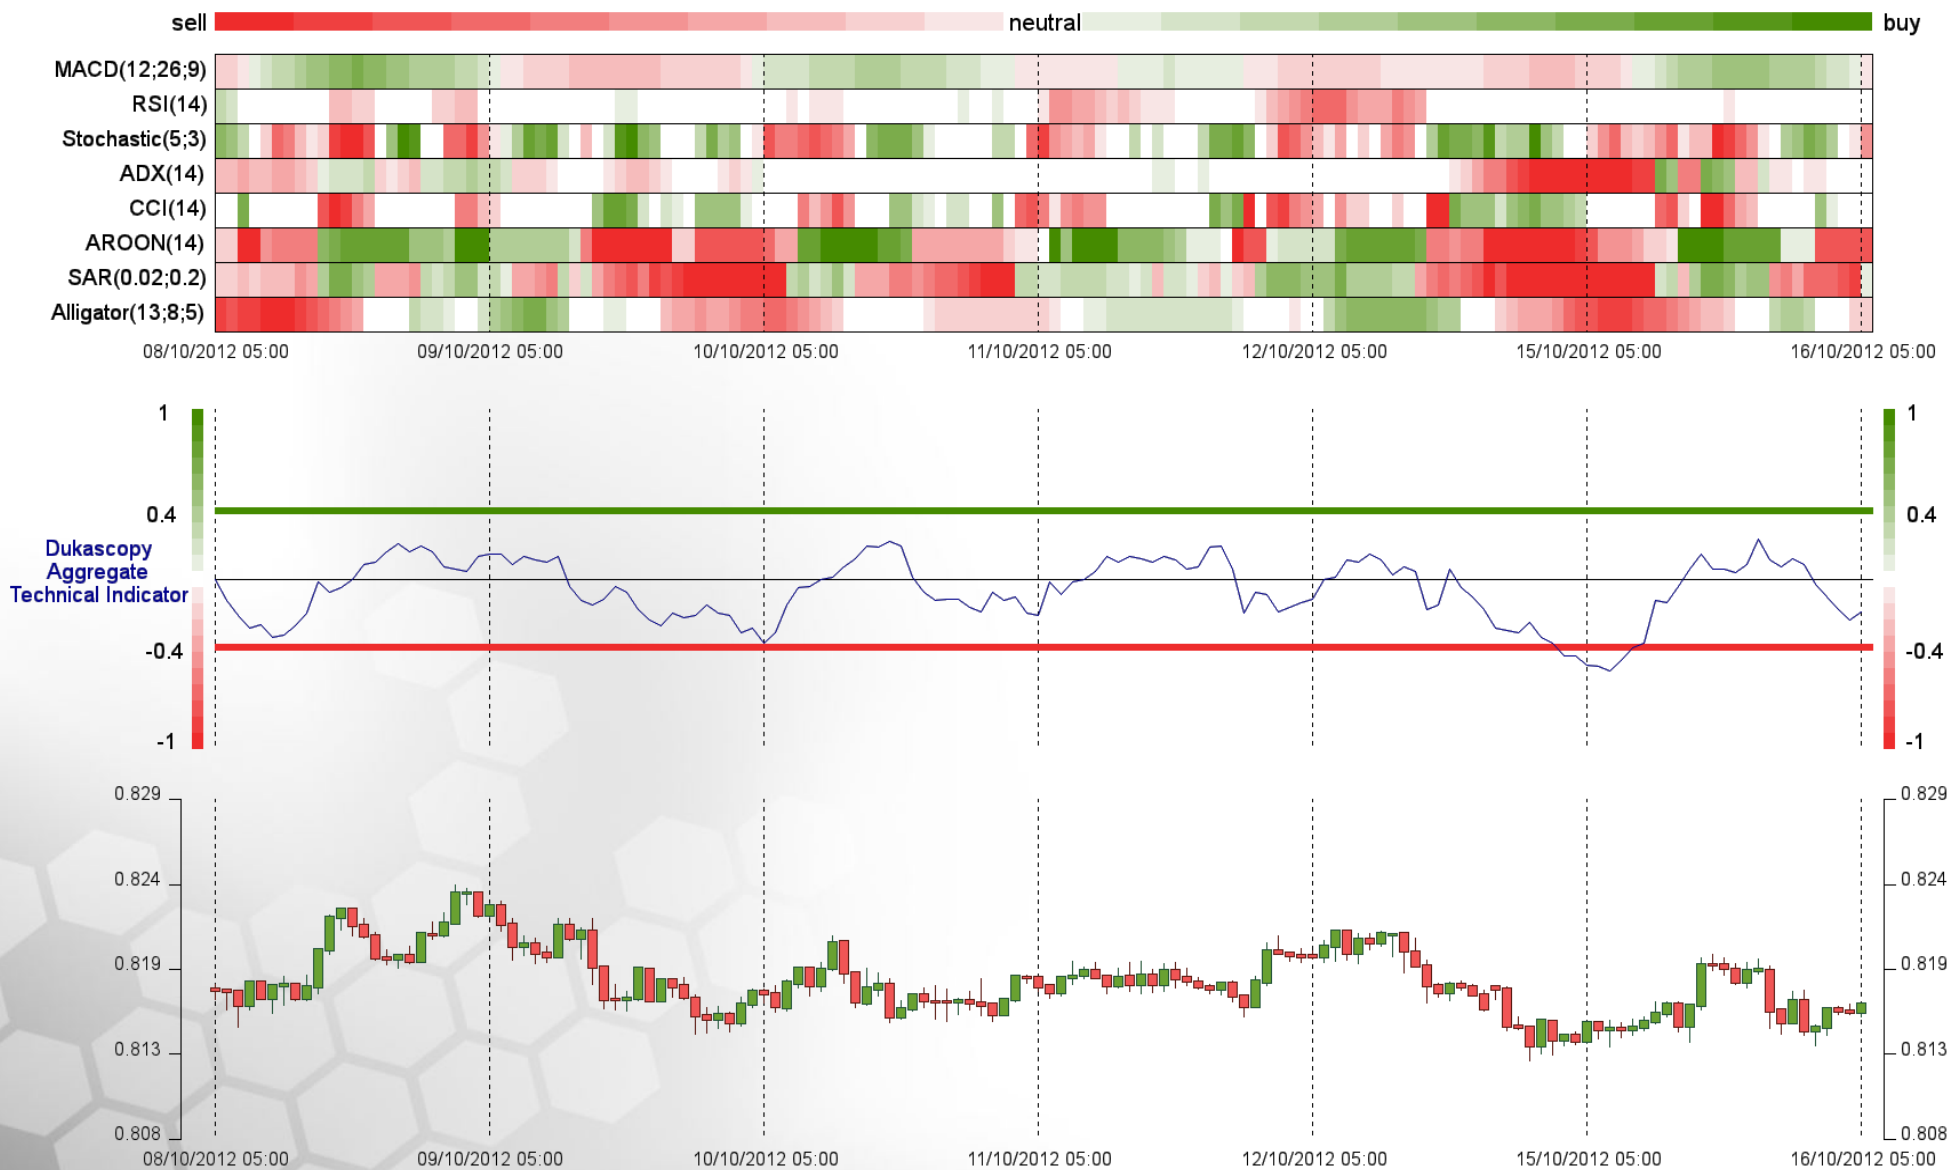 sell neutral buy
MACD(12;26;9)
RSI(14)
Stochastic(5;3)
ADX(14)
CCI(14)
AROON(14)
SAR(0.02;0.2)
Alligator(13;8;5)
08/10/2012 05:00 09/10/2012 05:00 10/10/2012 05:00 11/10/2012 05:00 12/10/2012 05:00 15/10/2012 05:00 16/10/2012 05:00
1 1
0.4 0.4
Dukascopy
Aggregate
Technical Indicator
-0.4 -0.4
-1 -1
0.829 0.829
0.824 0.824
0.819 0.819
0.813 0.813
0.808 0.808
08/10/2012 05:00 09/10/2012 05:00 10/10/2012 05:00 11/10/2012 05:00 12/10/2012 05:00 15/10/2012 05:00 16/10/2012 05:00